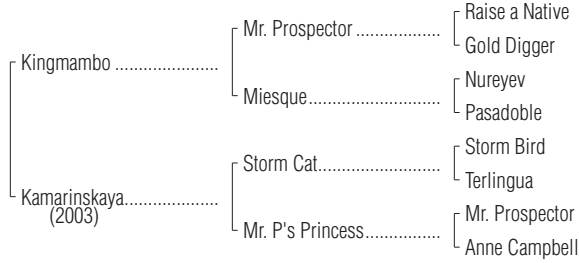 Raise a Native
Mr. Prospector ..................
Gold Digger
Kingmambo ......................
Nureyev
Miesque............................
Pasadoble
Storm Bird
Storm Cat..........................
Terlingua
Kamarinskaya....................
(2003)
Mr. Prospector
Mr. P's Princess................
Anne Campbell